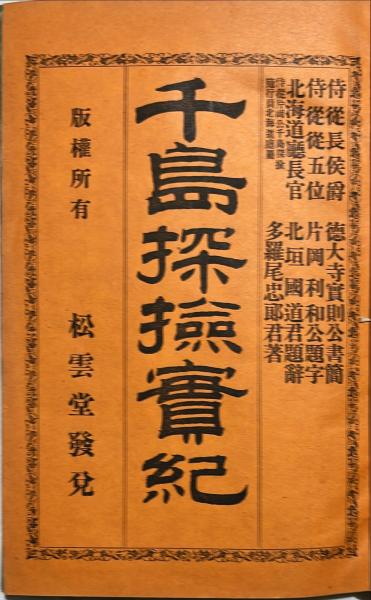 侍從長侯爵 德大寺實則公書簡
侍從從五位 片岡利和公題字
北海道廳長官 北垣國道君題辭
多羅尾忠郎君著
千島探撿實紀
版權所有
松雲堂發兌